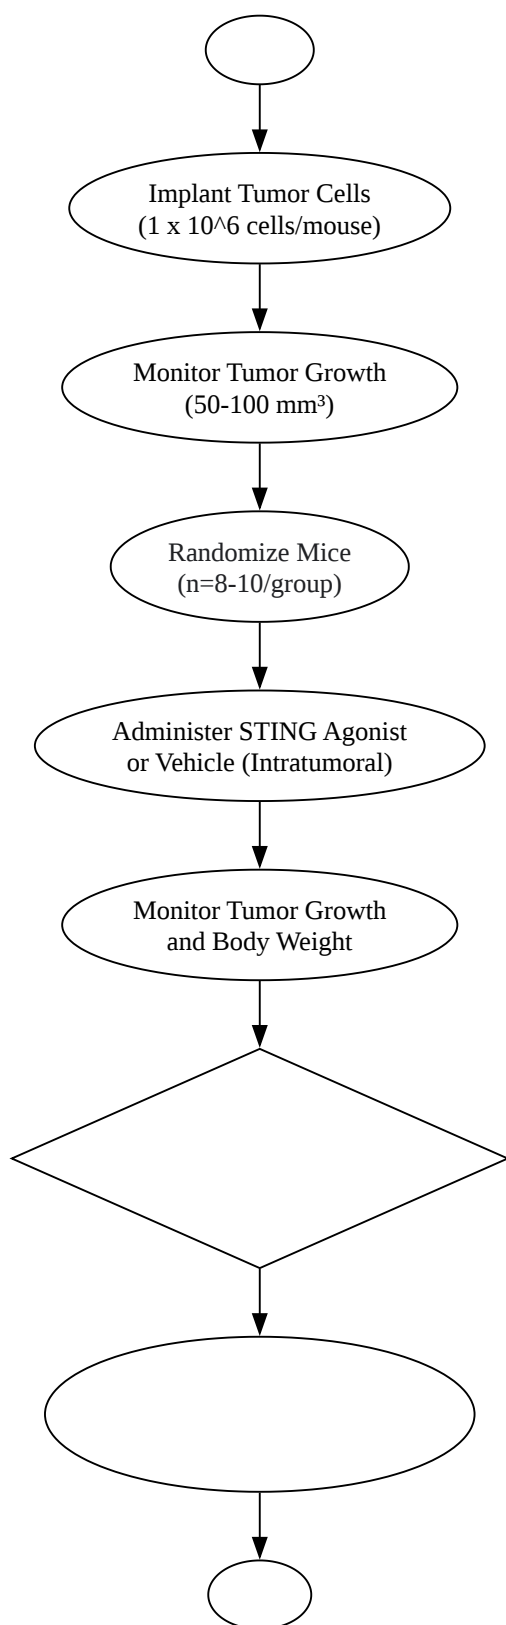 Implant Tumor Cells
(1 x 10^6 cells/mouse)
Monitor Tumor Growth
(50-100 mm³)
Randomize Mice
(n=8-10/group)
Administer STING Agonist
or Vehicle (Intratumoral)
Monitor Tumor Growth
and Body Weight